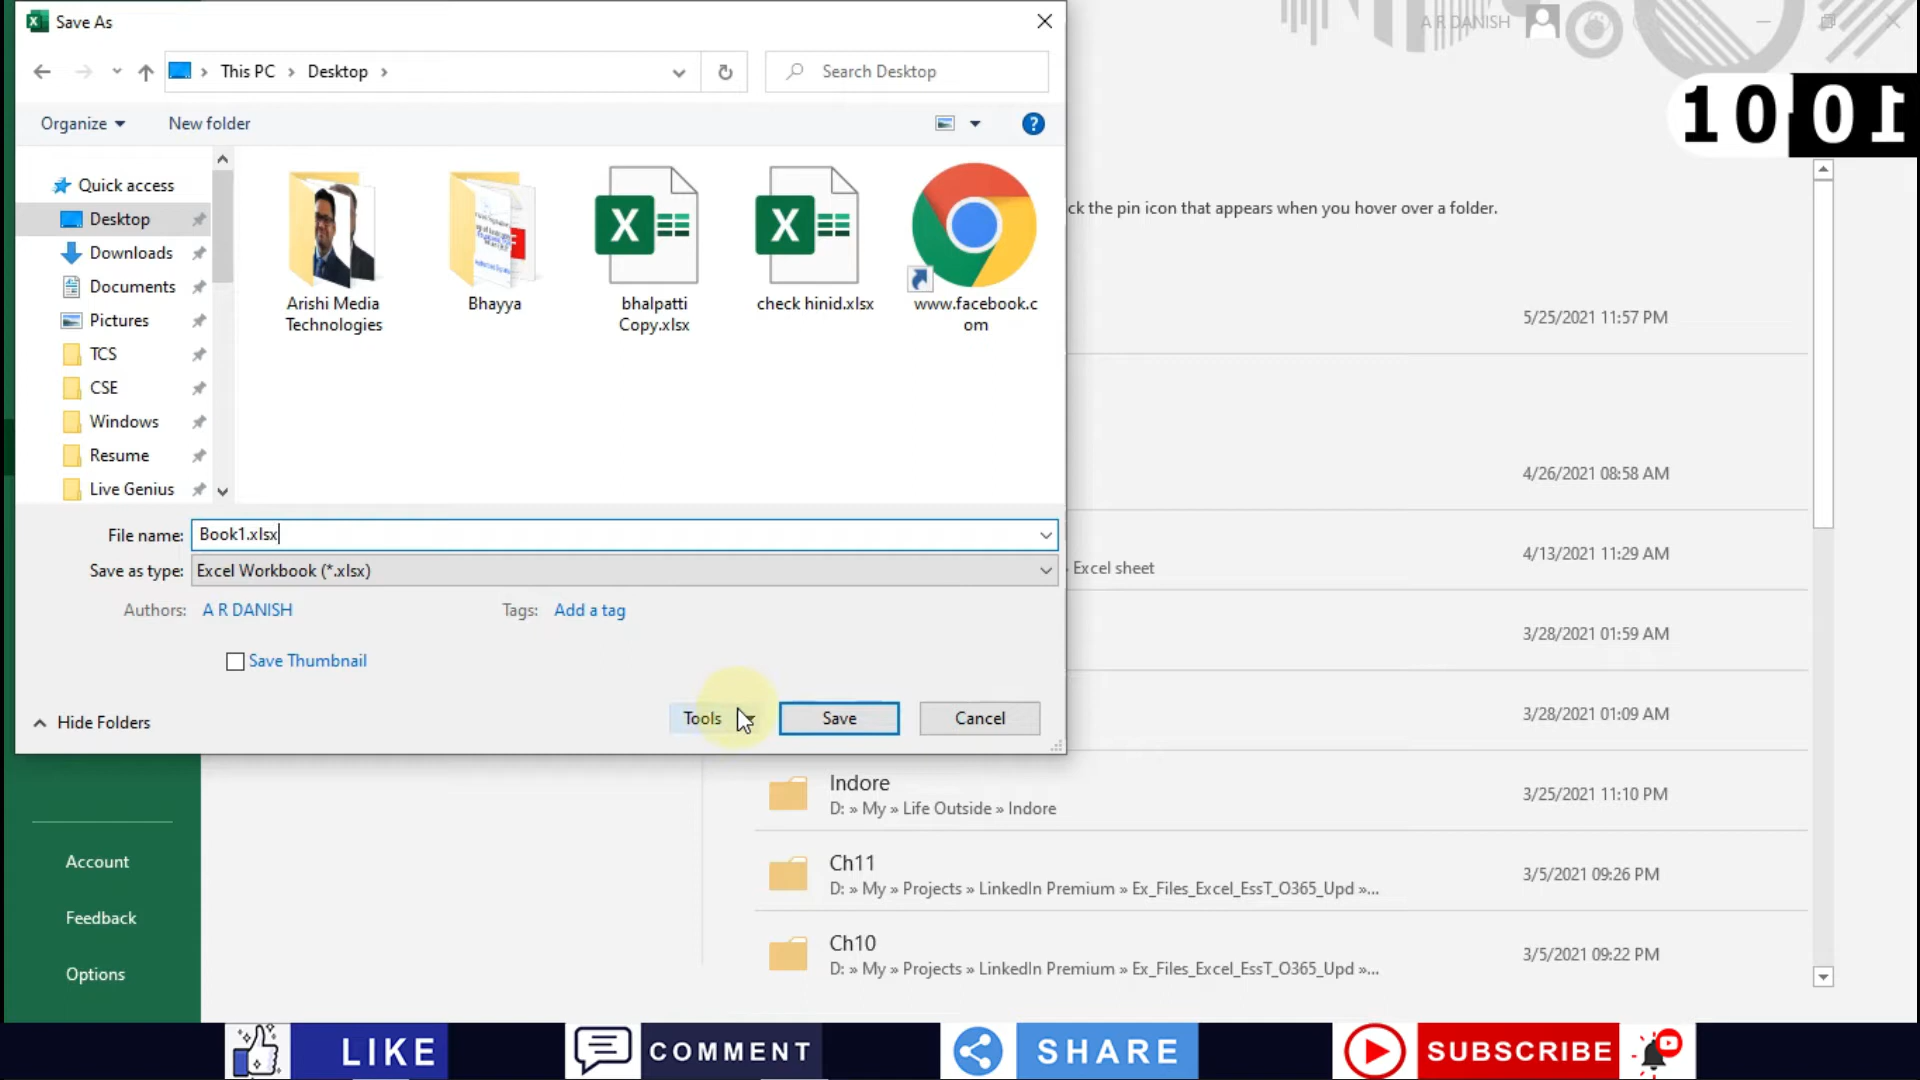 Save As
This PC > Desktop >
Search Desktop
A R DANISH
10:01
Organize
New folder
?
Quick access
Desktop
Downloads
Documents
Pictures
TCS
CSE
Windows
Resume
Live Genius
Arishi Media
Technologies
Bhayya
bhalpatti
Copy.xlsx
check hinid.xlsx
www.facebook.c
om
File name: Book1.xlsx
Save as type: Excel Workbook (*.xlsx)
Authors: A R DANISH
Tags: Add a tag
Save Thumbnail
Hide Folders
Tools
Save
Cancel
ck the pin icon that appears when you hover over a folder.
5/25/2021 11:57 PM
4/26/2021 08:58 AM
4/13/2021 11:29 AM
Excel sheet
3/28/2021 01:59 AM
3/28/2021 01:09 AM
Indore
D: » My » Life Outside » Indore
3/25/2021 11:10 PM
Ch11
D: » My » Projects » LinkedIn Premium » Ex_Files_Excel_EssT_O365_Upd »...
3/5/2021 09:26 PM
Ch10
D: » My » Projects » LinkedIn Premium » Ex_Files_Excel_EssT_O365_Upd »...
3/5/2021 09:22 PM
Account
Feedback
Options
LIKE
COMMENT
SHARE
SUBSCRIBE